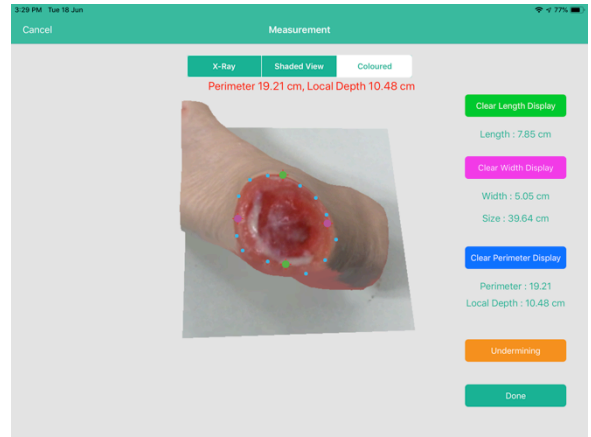 3:29 PM Tue 18 Jun 77%
Cancel Measurement
X-Ray Shaded View Coloured
Perimeter 19.21 cm, Local Depth 10.48 cm
Clear Length Display
Length : 7.85 cm
Clear Width Display
Width : 5.05 cm
Size : 39.64 cm
Clear Perimeter Display
Perimeter : 19.21
Local Depth : 10.48 cm
Undermining
Done